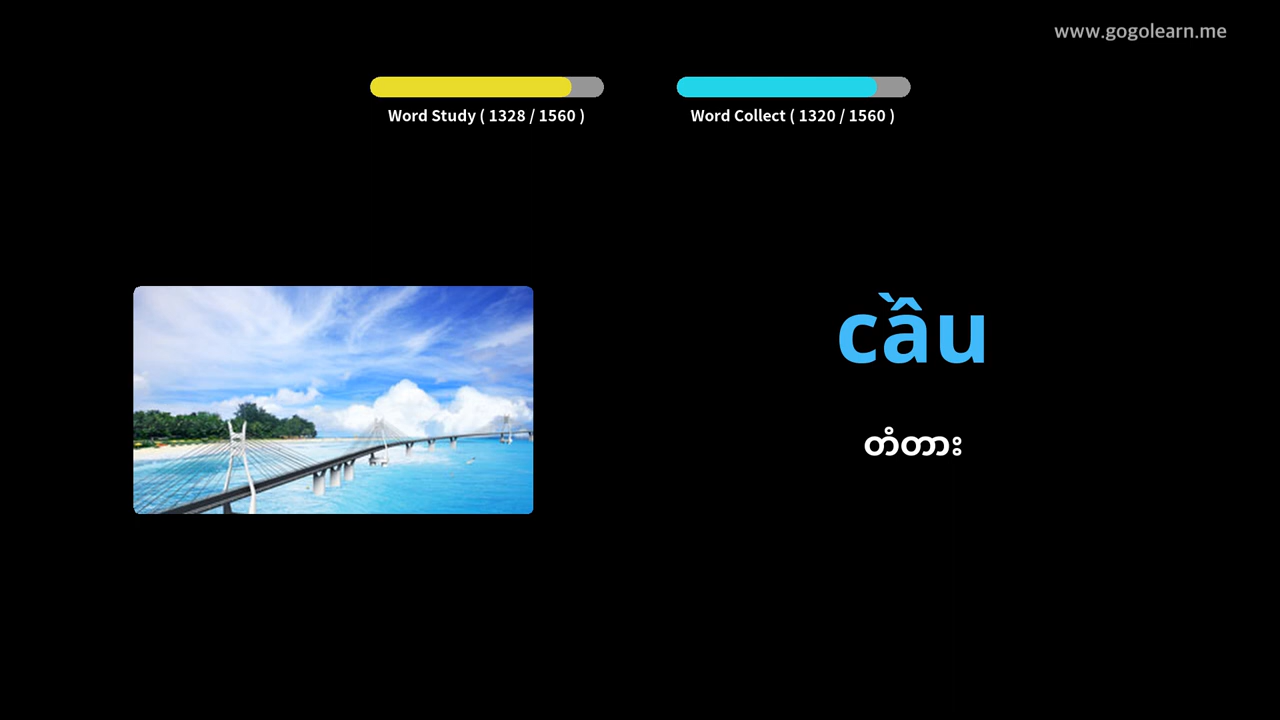 www.gogolearn.me
Word Study ( 1328 / 1560 )
Word Collect ( 1320 / 1560 )
cầu
တံတား